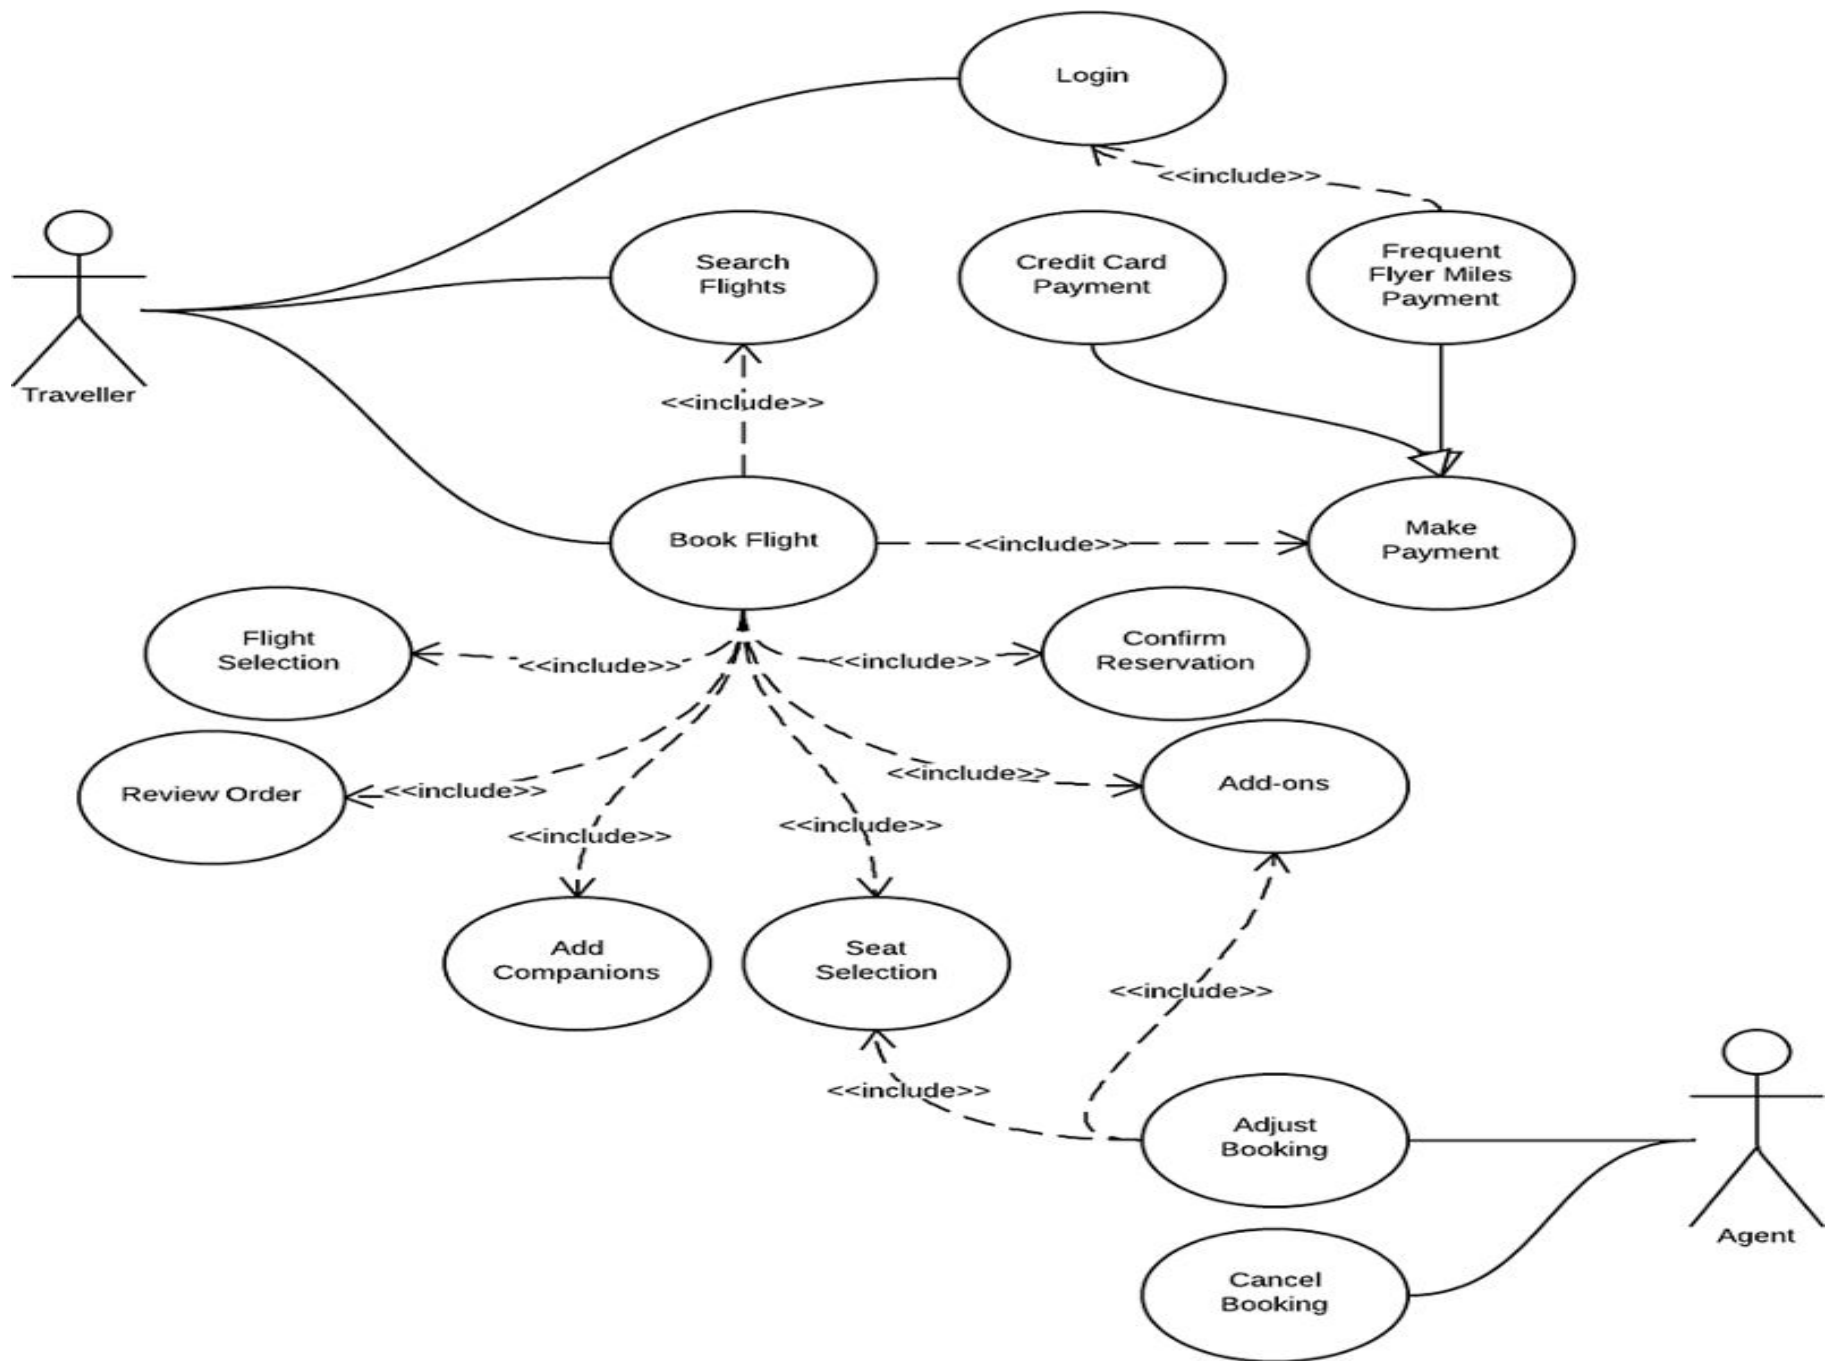 Login
<<include>>
Search
Flights
Credit Card
Payment
Frequent
Flyer Miles
Payment
Traveller
<<include>>
Book Flight
<<include>>
Make
Payment
Flight
Selection
<<include>>
<<include>>
Confirm
Reservation
Review Order
<<include>>
<<include>>
Add-ons
<<include>>
<<include>>
Add
Companions
Seat
Selection
<<include>>
<<include>>
Adjust
Booking
Agent
Cancel
Booking